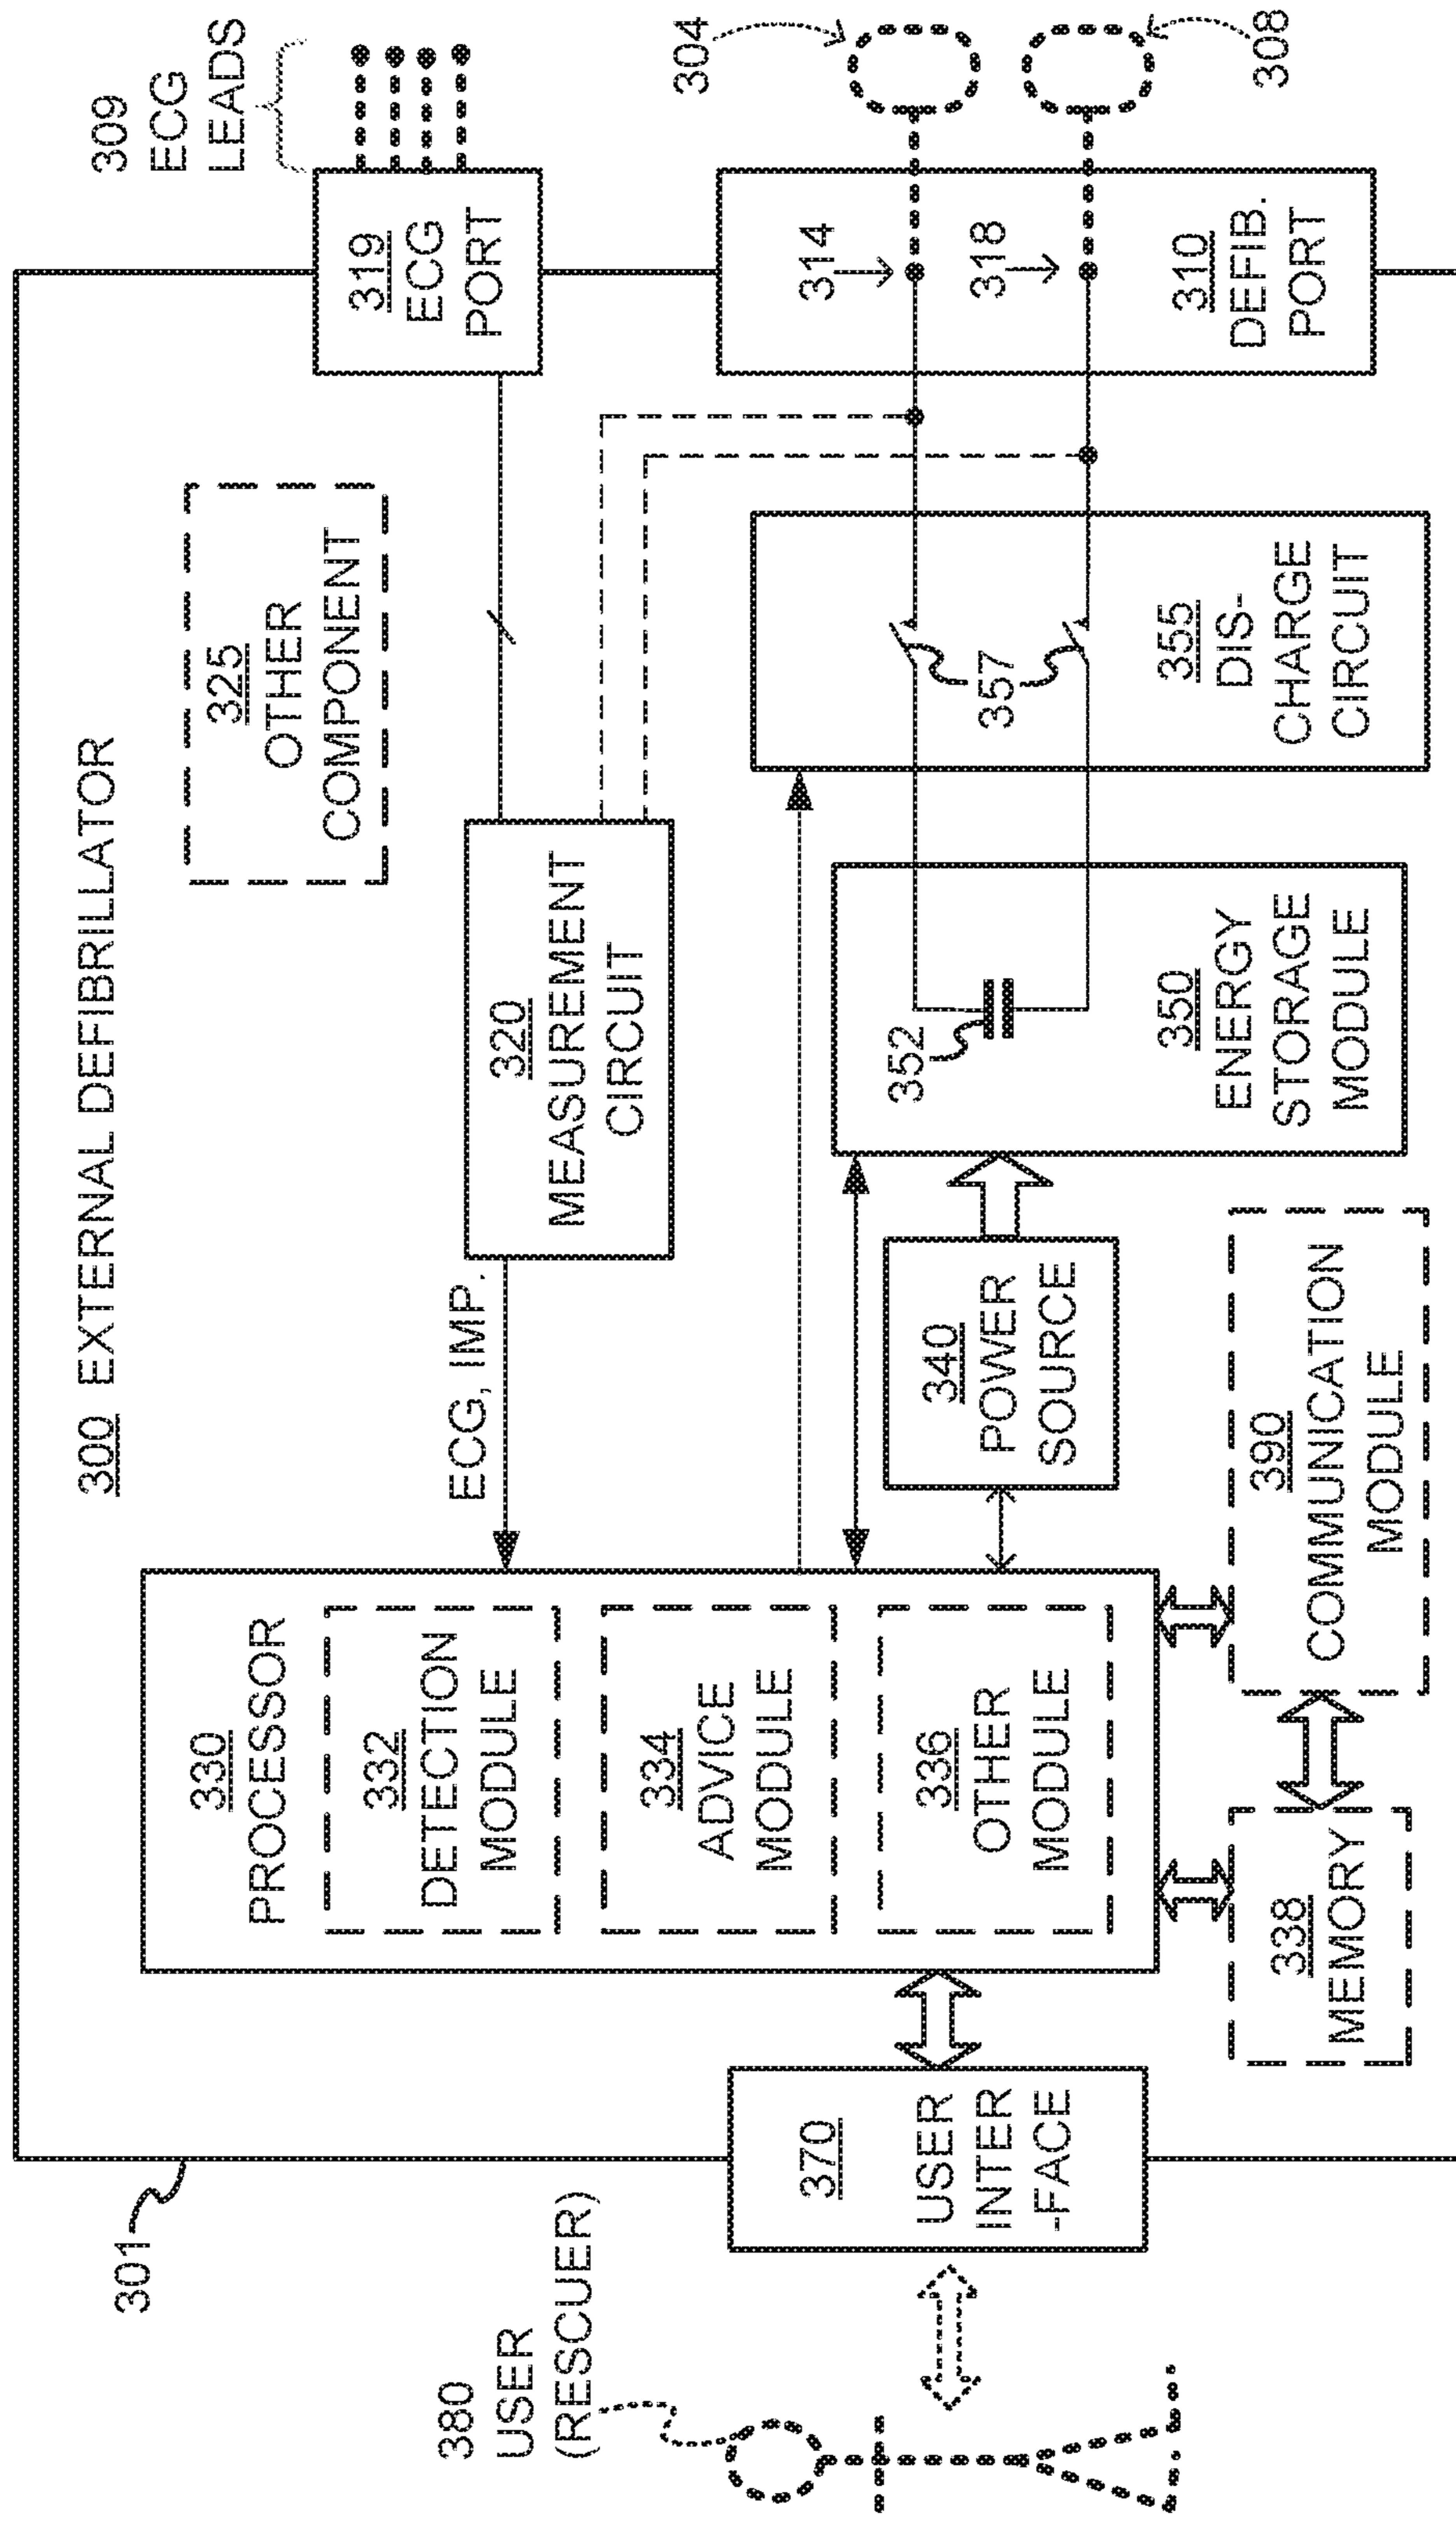 300 EXTERNAL DEFIBRILLATOR
301
380
USER
(RESCUER)
370
USER
INTER
-FACE
330
PROCESSOR
332
DETECTION
MODULE
334
ADVICE
MODULE
336
OTHER
MODULE
338
MEMORY
390
COMMUNICATION
MODULE
ECG, IMP.
340
POWER
SOURCE
320
MEASUREMENT
CIRCUIT
325
OTHER
COMPONENT
352
350
ENERGY
STORAGE
MODULE
357
355
DIS-
CHARGE
CIRCUIT
319
ECG
PORT
309
ECG
LEADS
314
318
310
DEFIB.
PORT
304
308